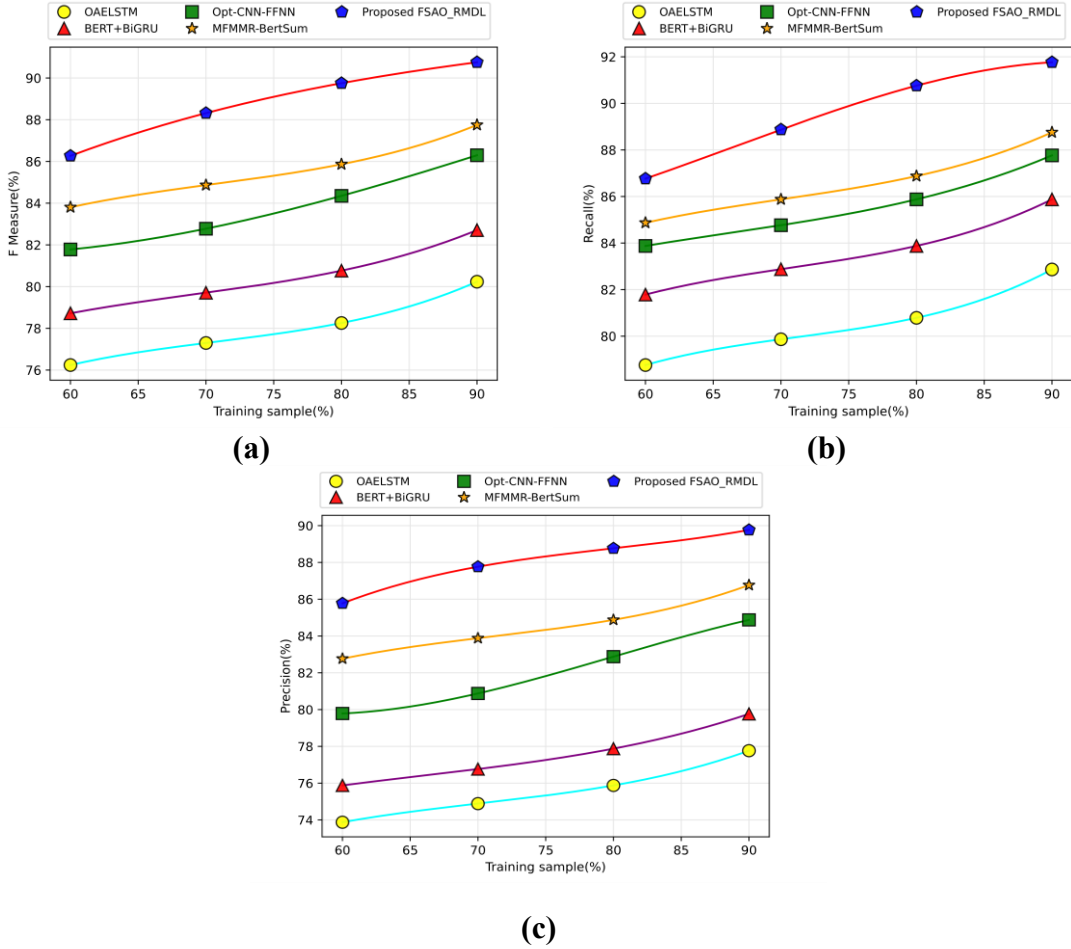 OAELSTM Opt-CNN-FFNN Proposed FSAO_RMDL
BERT+BiGRU MFMMR-BertSum
F Measure(%)
90
88
86
84
82
80
78
76
60 65 70 75 80 85 90
Training sample(%)
(a)
OAELSTM Opt-CNN-FFNN Proposed FSAO_RMDL
BERT+BiGRU MFMMR-BertSum
Recall(%)
92
90
88
86
84
82
80
60 65 70 75 80 85 90
Training sample(%)
(b)
OAELSTM Opt-CNN-FFNN Proposed FSAO_RMDL
BERT+BiGRU MFMMR-BertSum
Precision(%)
90
88
86
84
82
80
78
76
74
60 65 70 75 80 85 90
Training sample(%)
(c)